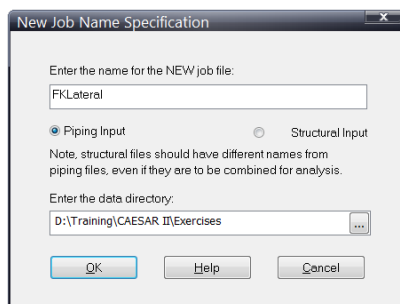 New Job Name Specification
x
Enter the name for the NEW job file:
FKLateral
Piping Input Structural Input
Note, structural files should have different names from
piping files, even if they are to be combined for analysis.
Enter the data directory:
D:\Training\CAESAR II\Exercises ...
OK Help Cancel